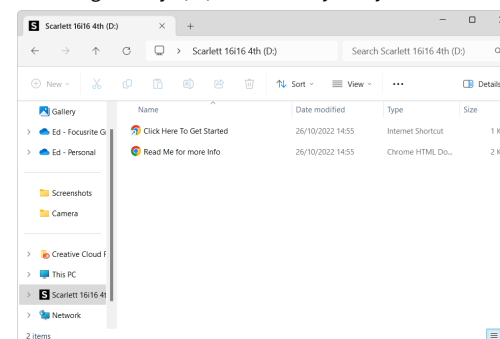 Scarlett 16i16 4th (D:)
Scarlett 16i16 4th (D:) Search Scarlett 16i16 4th (D:)
New Sort View Details
Name Date modified Type Size
Gallery
Ed - Focusrite G
Ed - Personal
Screenshots
Camera
Creative Cloud F
This PC
Scarlett 16i16 4t
Network
Click Here To Get Started 26/10/2022 14:55 Internet Shortcut 1 K
Read Me for more Info 26/10/2022 14:55 Chrome HTML Do... 2 K
2 items